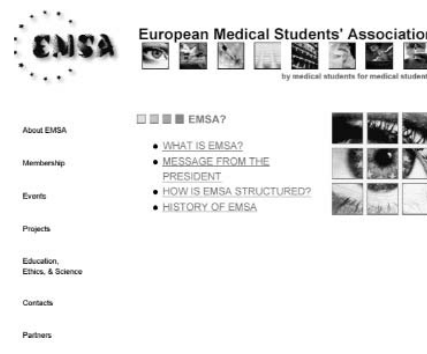 EMSA
European Medical Students' Association
by medical students for medical student
EMSA?
WHAT IS EMSA?
MESSAGE FROM THE
PRESIDENT
HOW IS EMSA STRUCTURED?
HISTORY OF EMSA
About EMSA
Membership
Events
Projects
Education,
Ethics, & Science
Contacts
Partners